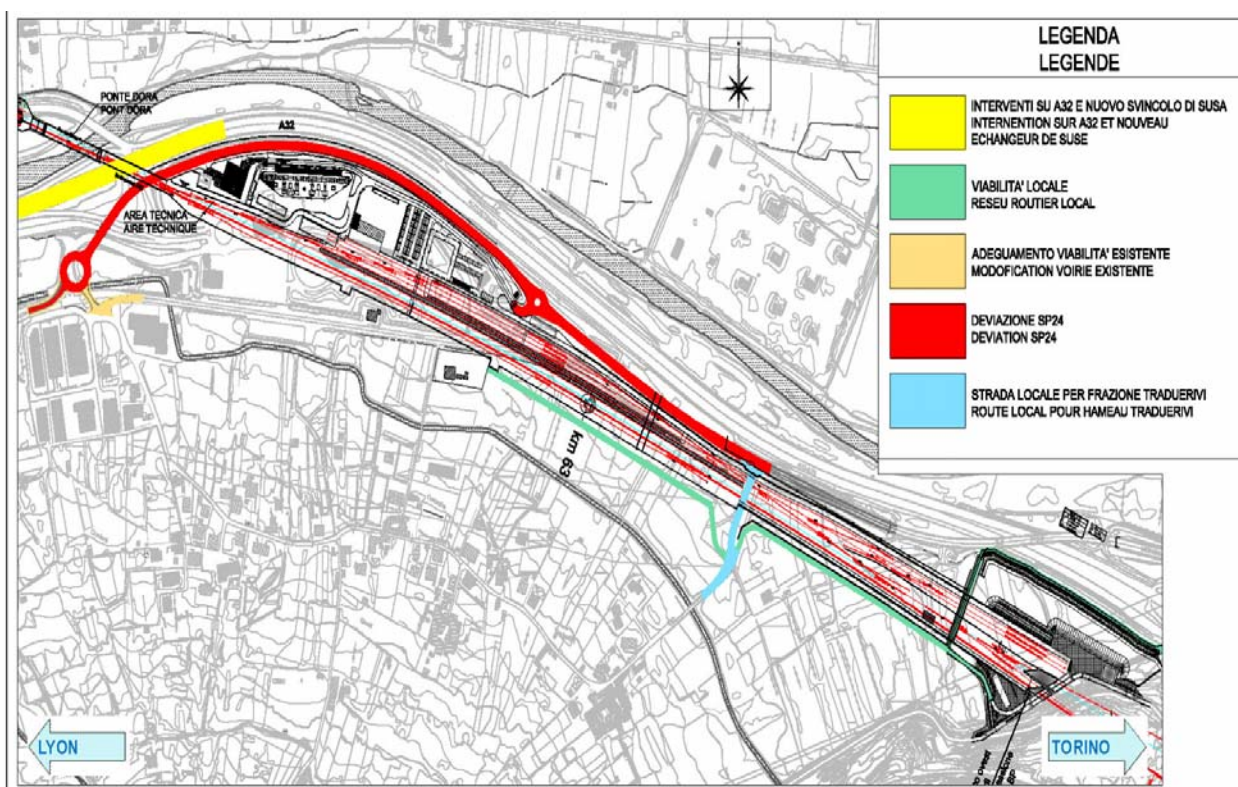 LEGENDA
LEGENDE
INTERVENTI SU A32 E NUOVO SVINCOLO DI SUSA
INTERNENTION SUR A32 ET NOUVEAU
ECHANGEUR DE SUSE
VIABILITA' LOCALE
RESEU ROUTIER LOCAL
ADEGUAMENTO VIABILITA' ESISTENTE
MODOFICATION VOIRIE EXISTENTE
DEVIAZIONE SP24
DEVIATION SP24
STRADA LOCALE PER FRAZIONE TRADUERIVI
ROUTE LOCAL POUR HAMEAU TRADUERIVI
PONTE DORA
PONT DORA
A32
AREA TECNICA
AIRE TECHNIQUE
km 63
LYON
TORINO